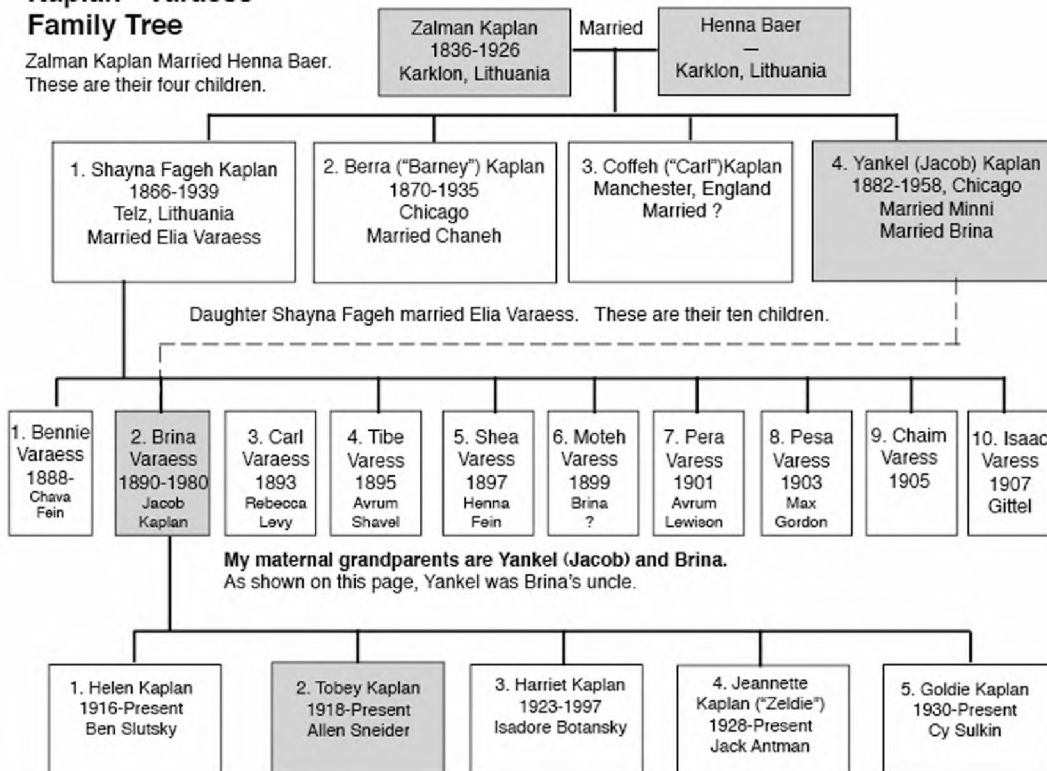 Family Tree
Zalman Kaplan Married Henna Baer.
These are their four children.
Zalman Kaplan
1836-1926
Karklon, Lithuania
Married
Henna Baer
—
Karklon, Lithuania
1. Shayna Fageh Kaplan
1866-1939
Telz, Lithuania
Married Elia Varaess
2. Berra ("Barney") Kaplan
1870-1935
Chicago
Married Chaneh
3. Coffeh ("Carl")Kaplan
Manchester, England
Married ?
4. Yankel (Jacob) Kaplan
1882-1958, Chicago
Married Minni
Married Brina
Daughter Shayna Fageh married Elia Varaess. These are their ten children.
1. Bennie
Varaess
1888-
Chava
Fein
2. Brina
Varaess
1890-1980
Jacob
Kaplan
3. Carl
Varaess
1893
Rebecca
Levy
4. Tibe
Varess
1895
Avrum
Shavel
5. Shea
Varess
1897
Henna
Fein
6. Moteh
Varess
1899
Brina
?
7. Pera
Varess
1901
Avrum
Lewison
8. Pesa
Varess
1903
Max
Gordon
9. Chaim
Varess
1905
10. Isaac
Varess
1907
Gittel
My maternal grandparents are Yankel (Jacob) and Brina.
As shown on this page, Yankel was Brina's uncle.
1. Helen Kaplan
1916-Present
Ben Slutsky
2. Tobey Kaplan
1918-Present
Allen Sneider
3. Harriet Kaplan
1923-1997
Isadore Botansky
4. Jeannette
Kaplan ("Zeldie")
1928-Present
Jack Antman
5. Goldie Kaplan
1930-Present
Cy Sulkin